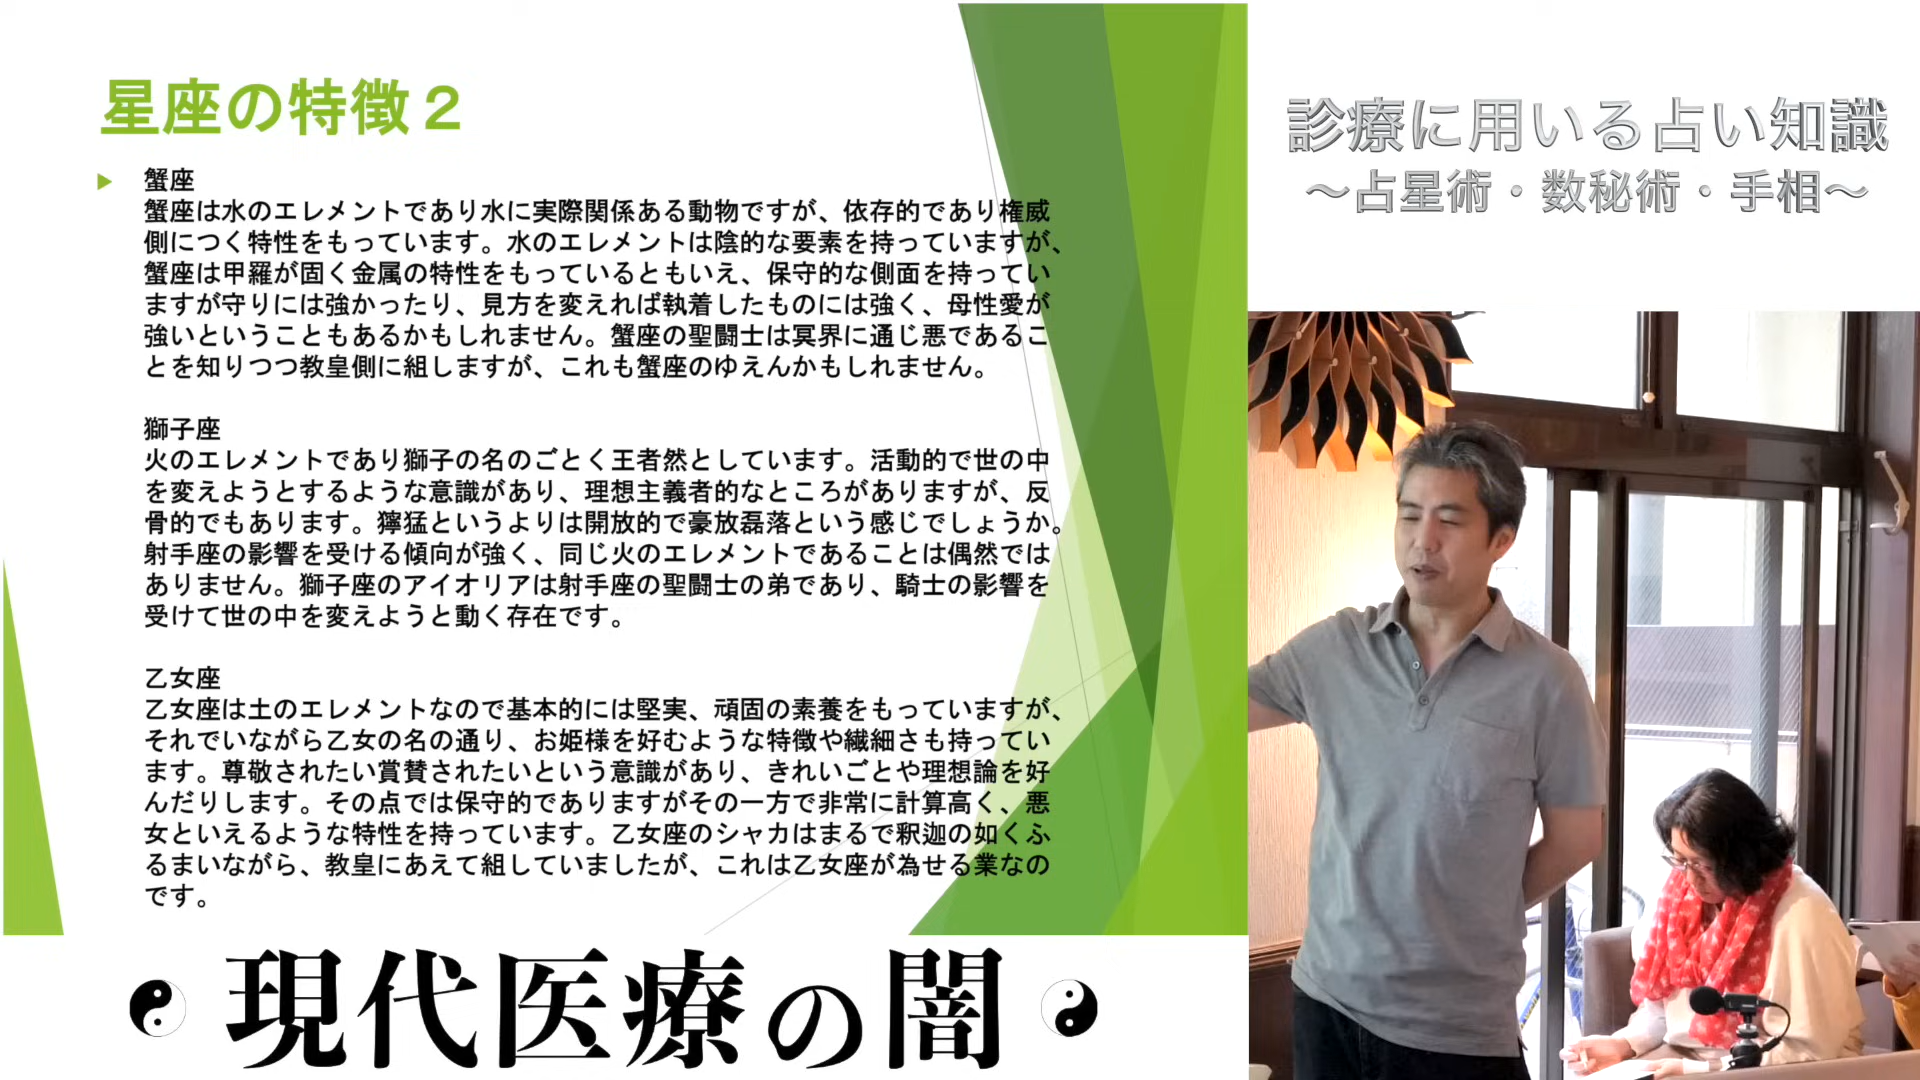 星座の特徴２
蟹座
蟹座は水のエレメントであり水に実際関係ある動物ですが、依存的であり権威
側につく特性をもっています。水のエレメントは陰的な要素を持っていますが、
蟹座は甲羅が固く金属の特性をもっているともいえ、保守的な側面を持ってい
ますが守りには強かったり、見方を変えれば執着したものには強く、母性愛が
強いということもあるかもしれません。蟹座の聖闘士は冥界に通じ悪であるこ
とを知りつつ教皇側に組しますが、これも蟹座のゆえんかもしれません。
獅子座
火のエレメントであり獅子の名のごとく王者然としています。活動的で世の中
を変えようとするような意識があり、理想主義者的なところがありますが、反
骨的でもあります。獰猛というよりは開放的で豪放磊落という感じでしょうか。
射手座の影響を受ける傾向が強く、同じ火のエレメントであることは偶然では
ありません。獅子座のアイオリアは射手座の聖闘士の弟であり、騎士の影響を
受けて世の中を変えようと動く存在です。
乙女座
乙女座は土のエレメントなので基本的には堅実、頑固の素養をもっていますが、
それでいながら乙女の名の通り、お姫様を好むような特徴や繊細さも持ってい
ます。尊敬されたい賞賛されたいという意識があり、きれいごとや理想論を好
んだりします。その点では保守的でありますがその一方で非常に計算高く、悪
女といえるような特性を持っています。乙女座のシャカはまるで釈迦の如くふ
るまいながら、教皇にあえて組していましたが、これは乙女座が為せる業なの
です。
診療に用いる占い知識
～占星術・数秘術・手相～
現代医療の闇